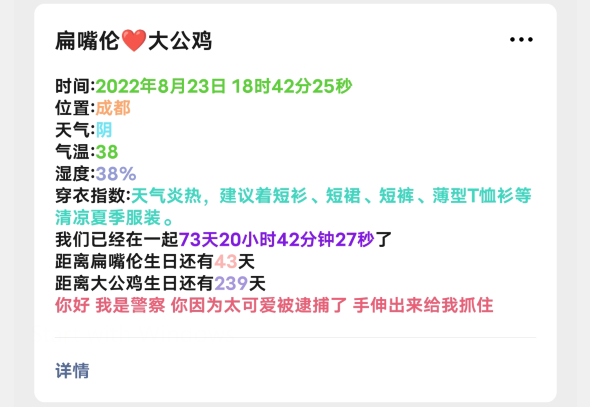 扁嘴伦❤️大公鸡
时间:2022年8月23日 18时42分25秒
位置:成都
天气:阴
气温:38
湿度:38%
穿衣指数:天气炎热，建议着短衫、短裙、短裤、薄型T恤衫等
清凉夏季服装。
我们已经在一起73天20小时42分钟27秒了
距离扁嘴伦生日还有43天
距离大公鸡生日还有239天
你好 我是警察 你因为太可爱被逮捕了 手伸出来给我抓住
详情